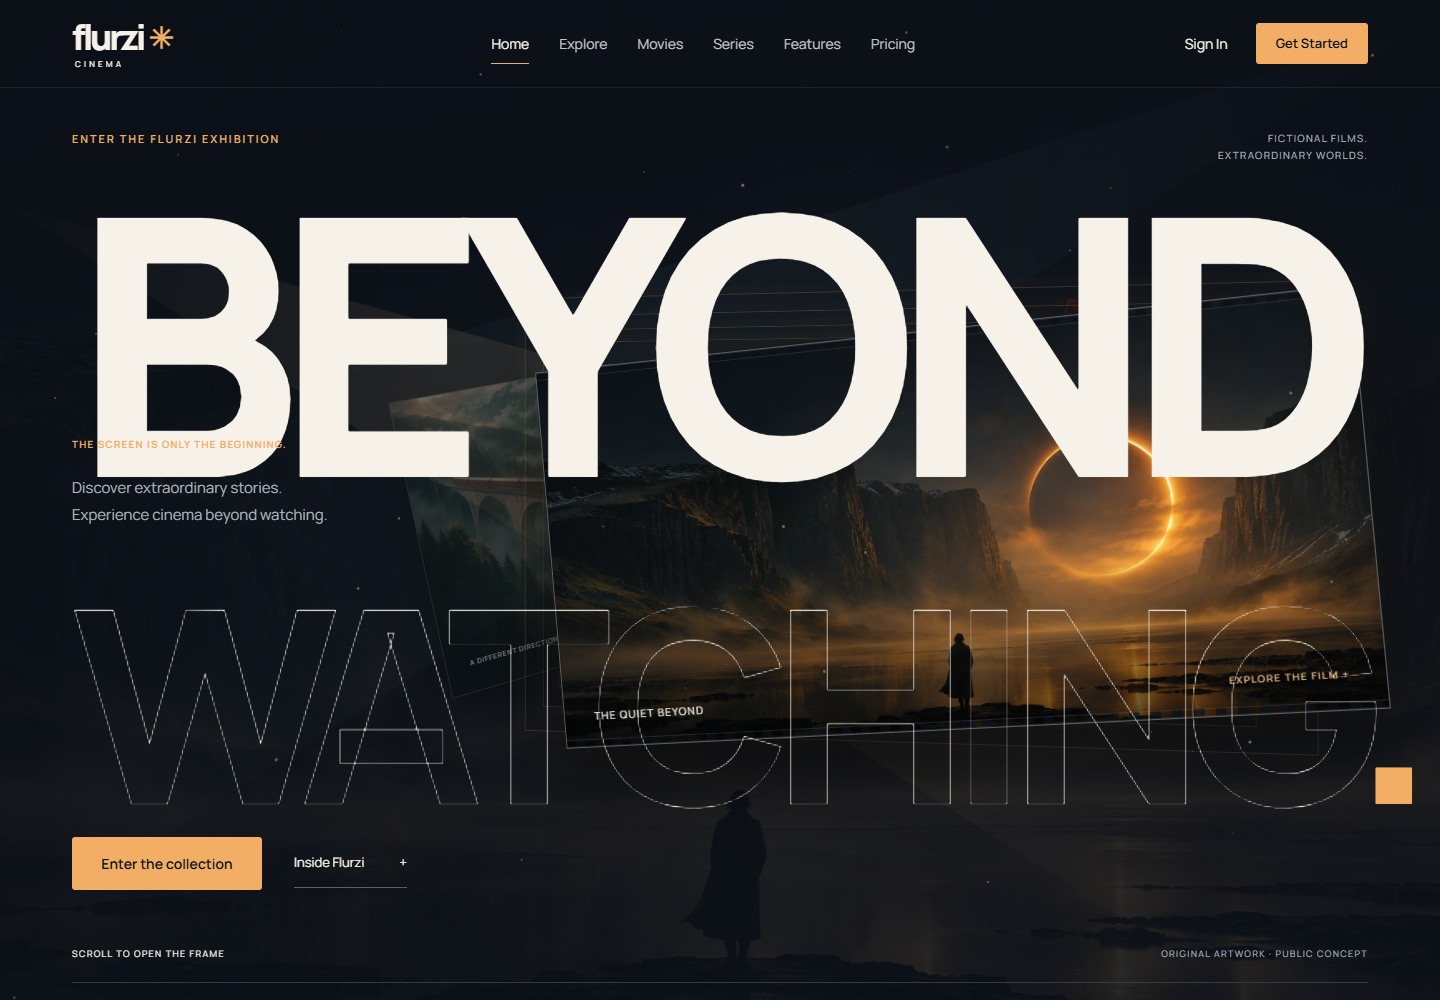 flurzi
CINEMA
Home Explore Movies Series Features Pricing
Sign In
Get Started
ENTER THE FLURZI EXHIBITION
FICTIONAL FILMS.
EXTRAORDINARY WORLDS.
BEYOND
THE SCREEN IS ONLY THE BEGINNING.
Discover extraordinary stories.
Experience cinema beyond watching.
WATCHING.
A DIFFERENT DIRECTION
THE QUIET BEYOND
EXPLORE THE FILM +
Enter the collection
Inside Flurzi +
SCROLL TO OPEN THE FRAME
ORIGINAL ARTWORK · PUBLIC CONCEPT